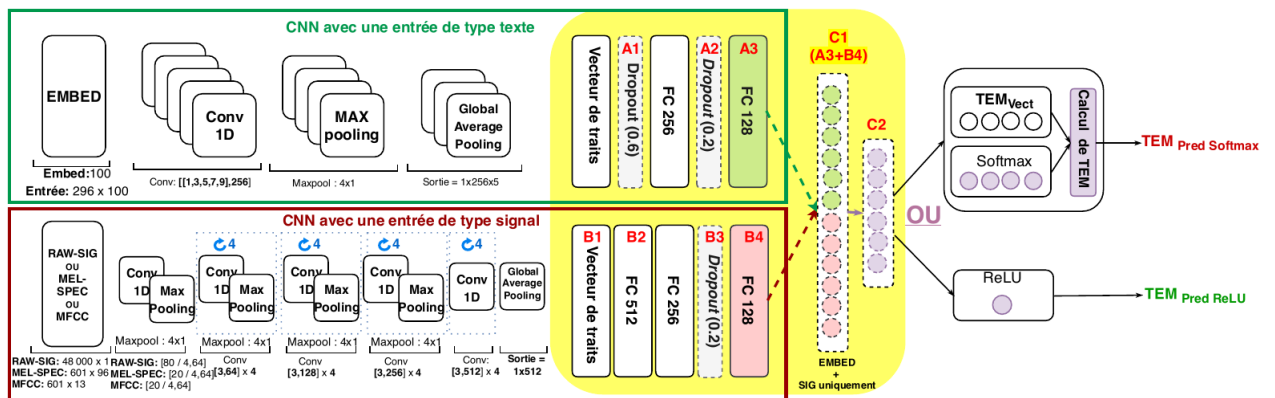 CNN avec une entrée de type texte
EMBED
Conv
1D
MAX
pooling
Global
Average
Pooling
Embed:100
Entrée: 296 x 100
Conv: [[1,3,5,7,9],256]
Maxpool : 4x1
Sortie = 1x256x5
Vecteur de traits
A1
Dropout (0.6)
FC 256
A2
Dropout (0.2)
A3
FC 128
CNN avec une entrée de type signal
RAW-SIG
OU
MEL-
SPEC
OU
MFCC
Conv
1D
Max
Pooling
4
Conv
1D
Max
Pooling
4
Conv
1D
Max
Pooling
4
Conv
1D
Max
Pooling
4
Conv
1D
Global
Average
Pooling
Maxpool : 4x1
Maxpool : 4x1
Maxpool : 4x1
Maxpool : 4x1
RAW-SIG: 48 000 x 1
MEL-SPEC: 601 x 96
MFCC: 601 x 13
RAW-SIG: [80 / 4,64]
MEL-SPEC: [20 / 4,64]
MFCC: [20 / 4,64]
Conv
[3,64] x 4
Conv
[3,128] x 4
Conv
[3,256] x 4
Conv:
[3,512] x 4
Sortie =
1x512
B1
Vecteur de traits
B2
FC 512
FC 256
B3
Dropout (0.2)
B4
FC 128
C1
(A3+B4)
C2
EMBED
+
SIG uniquement
OU
TEMVect
Softmax
Calcul de TEM
TEM Pred Softmax
ReLU
TEM Pred ReLU